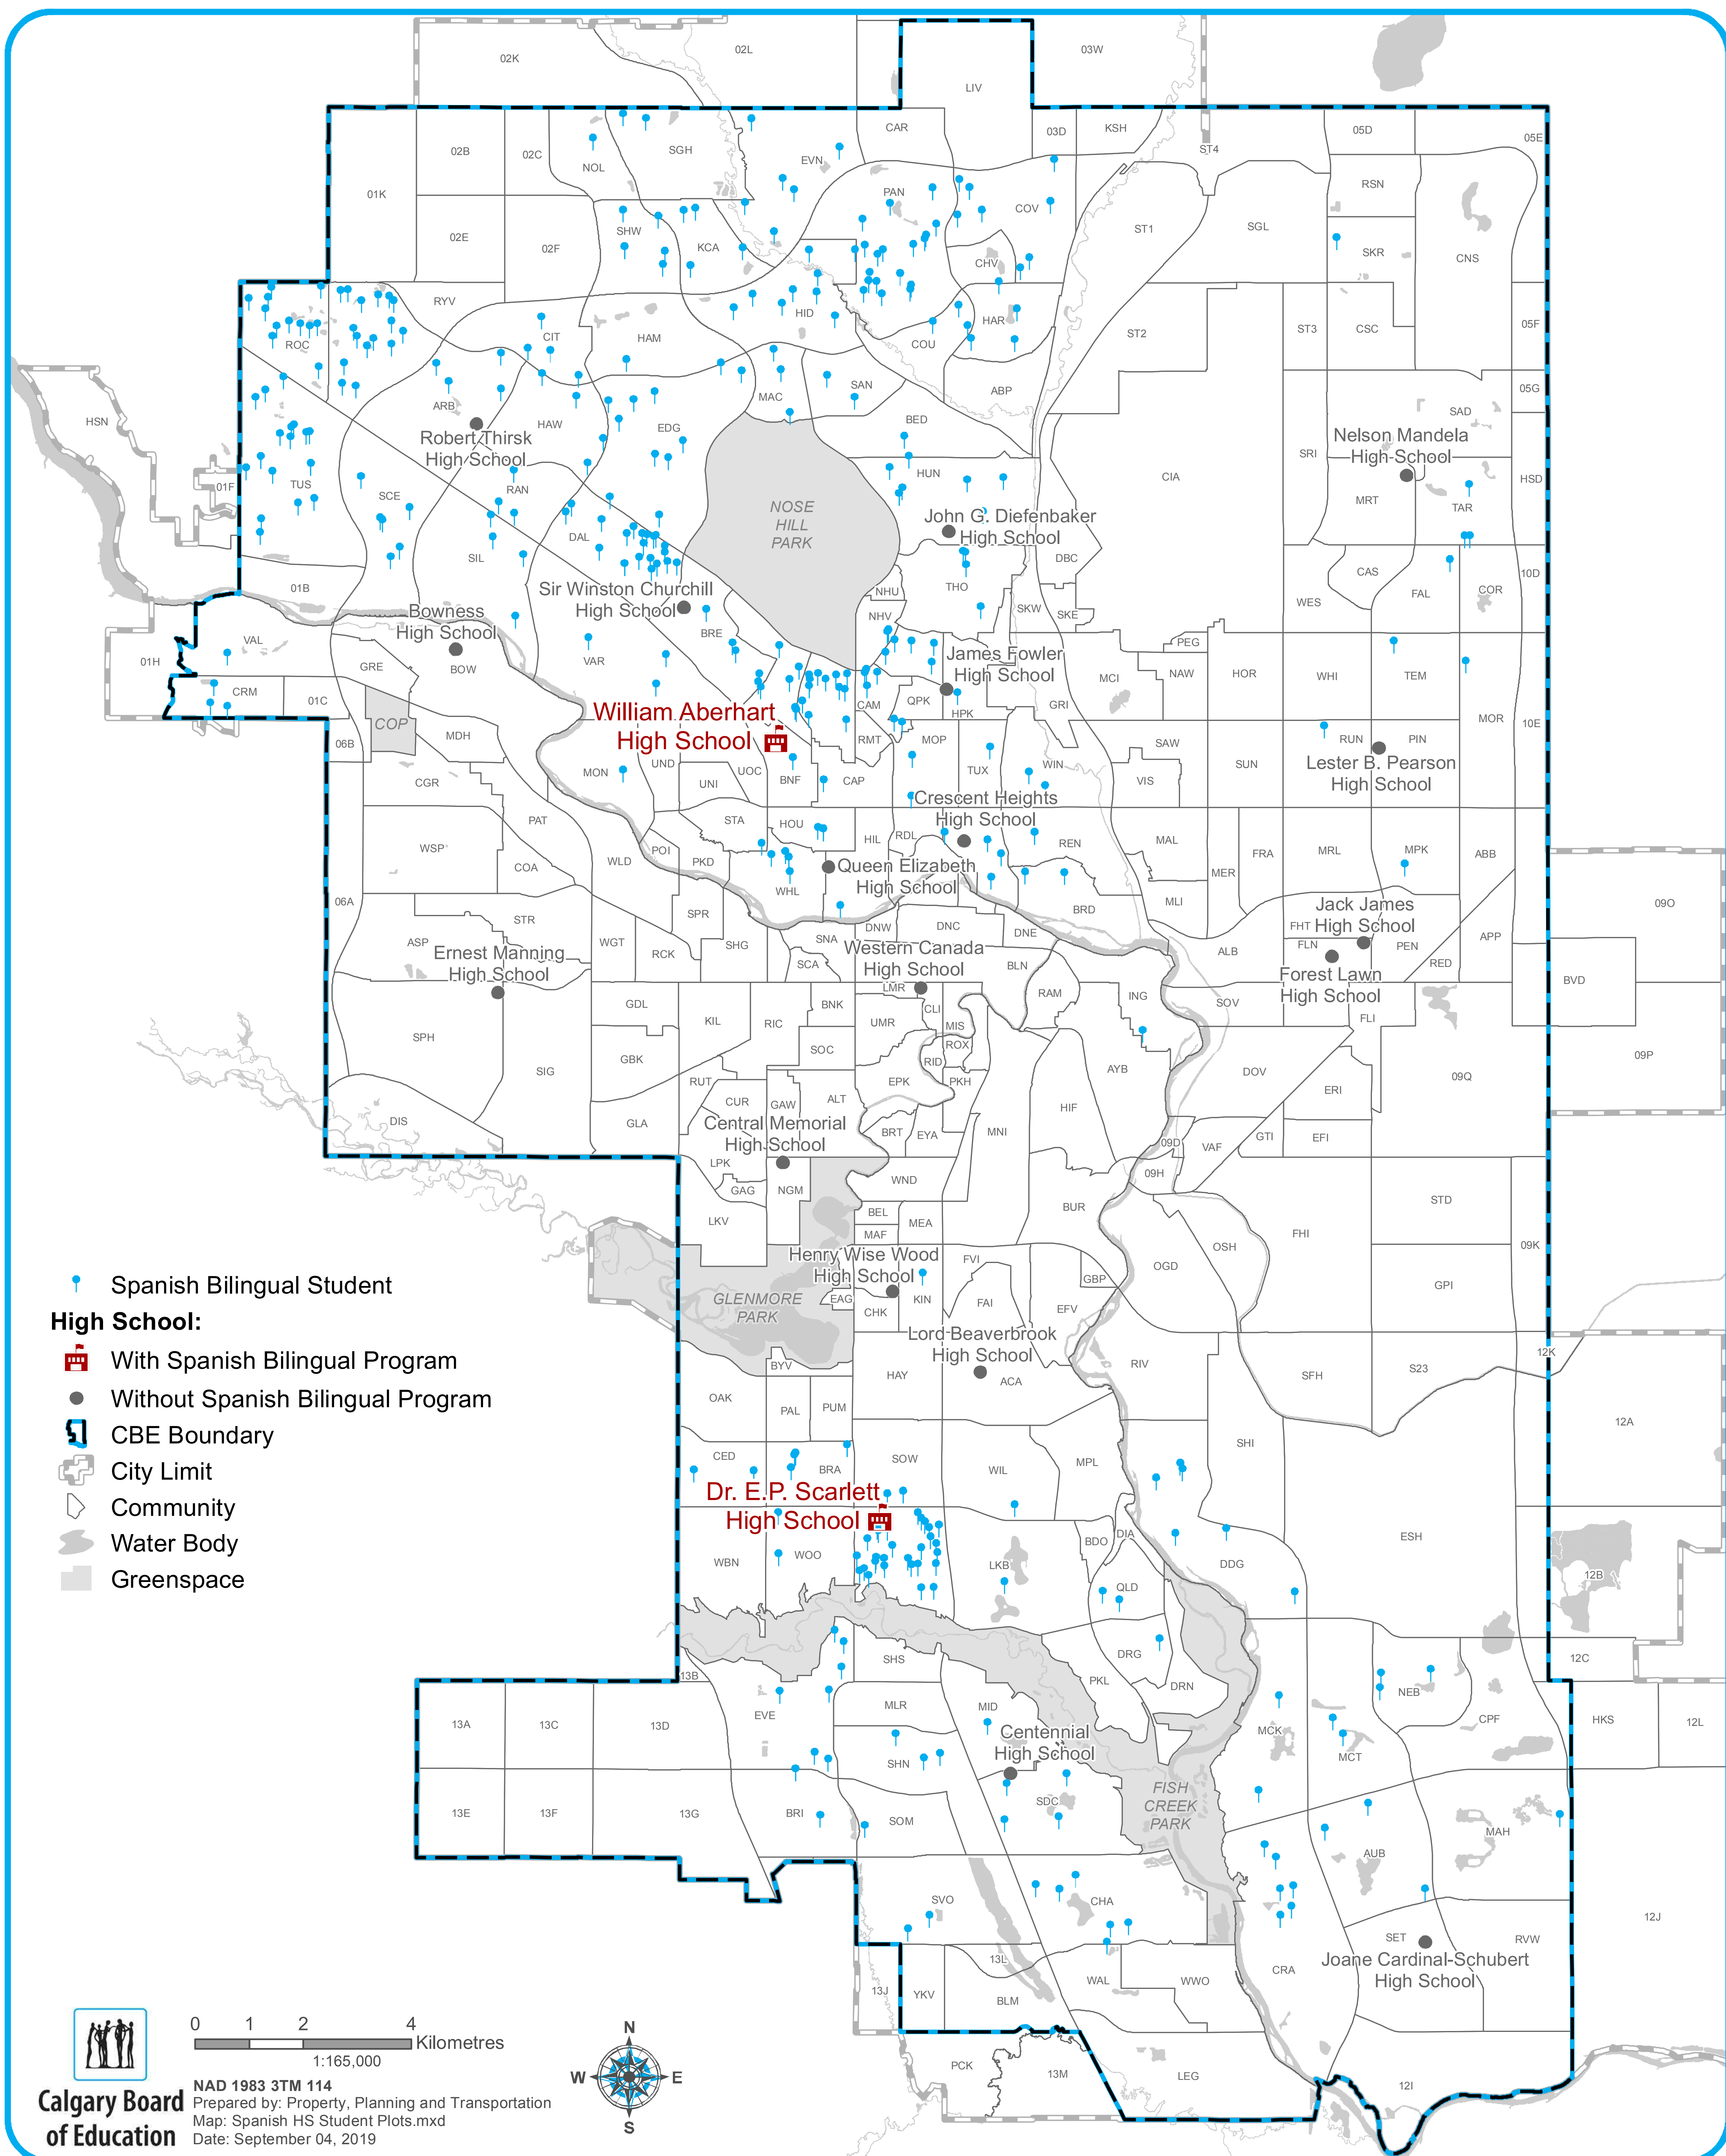 02K
02L
03W
LIV
CAR
03D
KSH
05D
05E
ST4
02B
02C
NOL
SGH
EVN
01K
PAN
RSN
02E
02F
SHW
KCA
COV
ST1
SGL
SKR
CNS
CHV
RYV
ROC
CIT
HAM
HID
COU
HAR
ST2
ST3
CSC
05F
ABP
05G
SAD
MAC
SAN
HSN
ARB
HAW
EDG
BED
Robert Thirsk
High School
Nelson Mandela
High School
SRI
01F
TUS
SCE
RAN
HUN
CIA
HSD
MRT
TAR
NOSE
HILL
PARK
John G. Diefenbaker
High School
DAL
SIL
DBC
CAS
10D
01B
THO
NHU
FAL
COR
Sir Winston Churchill
High School
WES
SKW
SKE
NHV
Bowness
High School
VAL
BRE
VAR
01H
GRE
BOW
James Fowler
High School
PEG
NAW
HOR
WHI
TEM
MCI
CRM
01C
QPK
HPK
GRI
CAM
MOR
10E
COP
William Aberhart
High School
06B
MDH
RMT
MOP
SAW
RUN
PIN
MON
UND
UOC
BNF
CAP
TUX
WIN
VIS
SUN
Lester B. Pearson
High School
CGR
UNI
Crescent Heights
High School
PAT
STA
HOU
HIL
RDL
REN
MAL
FRA
MRL
MPK
ABB
WSP
COA
WLD
POI
PKD
MER
Queen Elizabeth
High School
WHL
06A
STR
SPR
BRD
MLI
Jack James
High School
09O
FHT
DNW
DNC
DNE
ASP
WGT
RCK
SHG
SNA
ALB
FLN
PEN
RED
APP
Ernest Manning
High School
Western Canada
High School
SCA
BLN
Forest Lawn
High School
BVD
LMR
GDL
BNK
RAM
ING
SOV
CLI
KIL
RIC
UMR
MIS
FLI
SPH
SOC
ROX
GBK
RID
09P
SIG
AYB
DOV
09Q
RUT
EPK
PKH
ERI
CUR
GAW
ALT
HIF
DIS
GLA
Central Memorial
High School
BRT
EYA
MNI
09D
VAF
GTI
EFI
LPK
GAG
NGM
WND
09H
STD
LKV
BEL
MAF
MEA
BUR
FHI
OSH
09K
Henry Wise Wood
High School
FVI
OGD
GBP
GPI
Spanish Bilingual Student
GLENMORE
PARK
EAG
CHK
KIN
FAI
EFV
High School:
Lord Beaverbrook
High School
With Spanish Bilingual Program
BYV
RIV
12K
HAY
ACA
SFH
S23
Without Spanish Bilingual Program
OAK
PAL
PUM
12A
CBE Boundary
SHI
CED
BRA
SOW
WIL
MPL
City Limit
Dr. E.P. Scarlett
High School
Community
ESH
Water Body
WBN
WOO
LKB
BDO
DIA
DDG
12B
Greenspace
QLD
SHS
DRG
12C
13B
PKL
DRN
NEB
EVE
MLR
MID
13A
13C
13D
MCK
CPF
HKS
12L
Centennial
High School
SHN
MCT
FISH
CREEK
PARK
SDC
13E
13F
13G
BRI
SOM
MAH
AUB
SVO
CHA
12J
SET
RVW
Joane Cardinal-Schubert
High School
13L
CRA
13J
YKV
BLM
WAL
WWO
PCK
13M
LEG
12I
0 1 2 4
Kilometres
1:165,000
N
W E
S
Calgary Board
of Education
NAD 1983 3TM 114
Prepared by: Property, Planning and Transportation
Map: Spanish HS Student Plots.mxd
Date: September 04, 2019